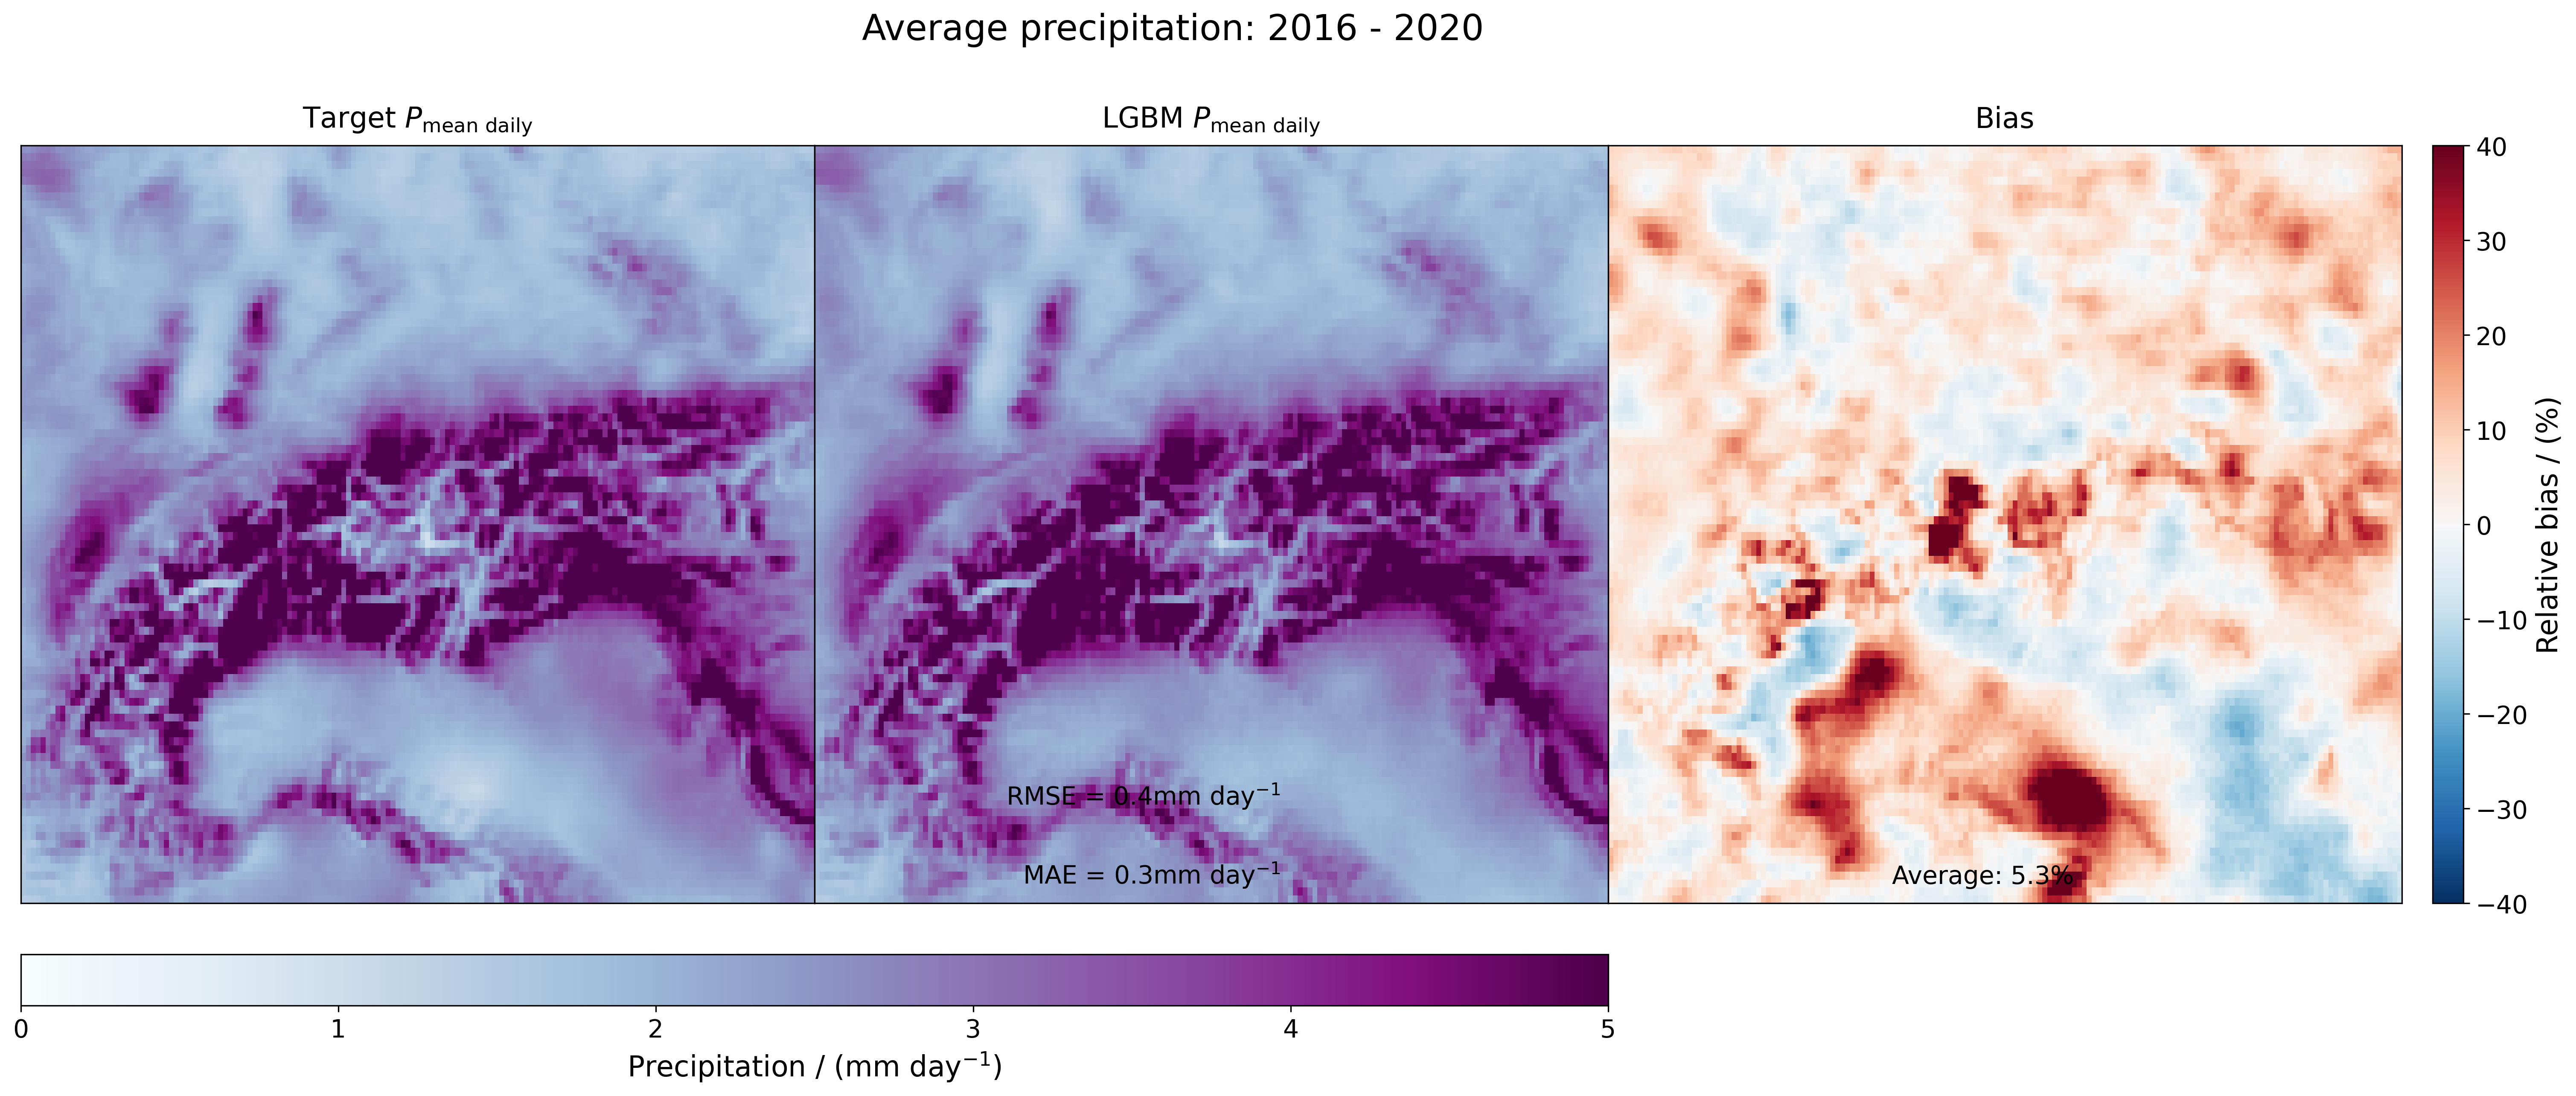 Average precipitation: 2016 - 2020
Target P_mean daily
LGBM P_mean daily
Bias
RMSE = 0.4mm day⁻¹
MAE = 0.3mm day⁻¹
Average: 5.3%
40
30
20
10
0
−10
−20
−30
−40
Relative bias / (%)
0 1 2 3 4 5
Precipitation / (mm day⁻¹)